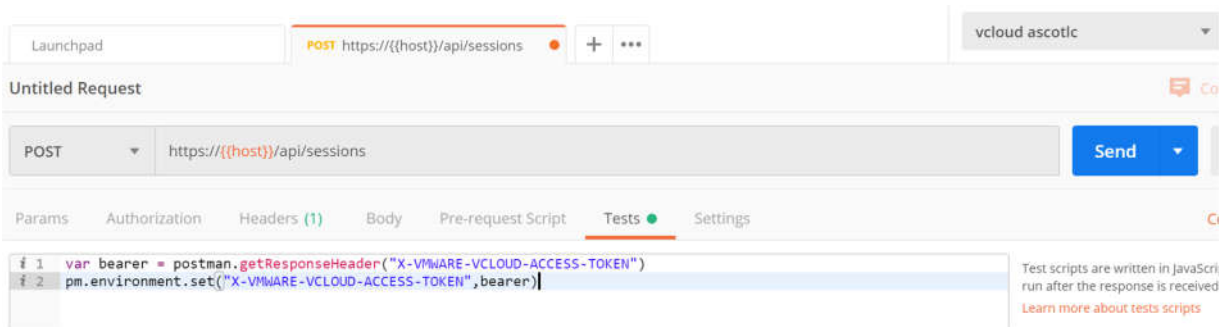 Launchpad
POST https://{{host}}/api/sessions
+ •••
vcloud ascotlc
Untitled Request
POST
https://{{host}}/api/sessions
Send
Params Authorization Headers (1) Body Pre-request Script Tests Settings
i 1 var bearer = postman.getResponseHeader("X-VMWARE-VCLOUD-ACCESS-TOKEN")
i 2 pm.environment.set("X-VMWARE-VCLOUD-ACCESS-TOKEN",bearer)
Test scripts are written in JavaScri
run after the response is received
Learn more about tests scripts